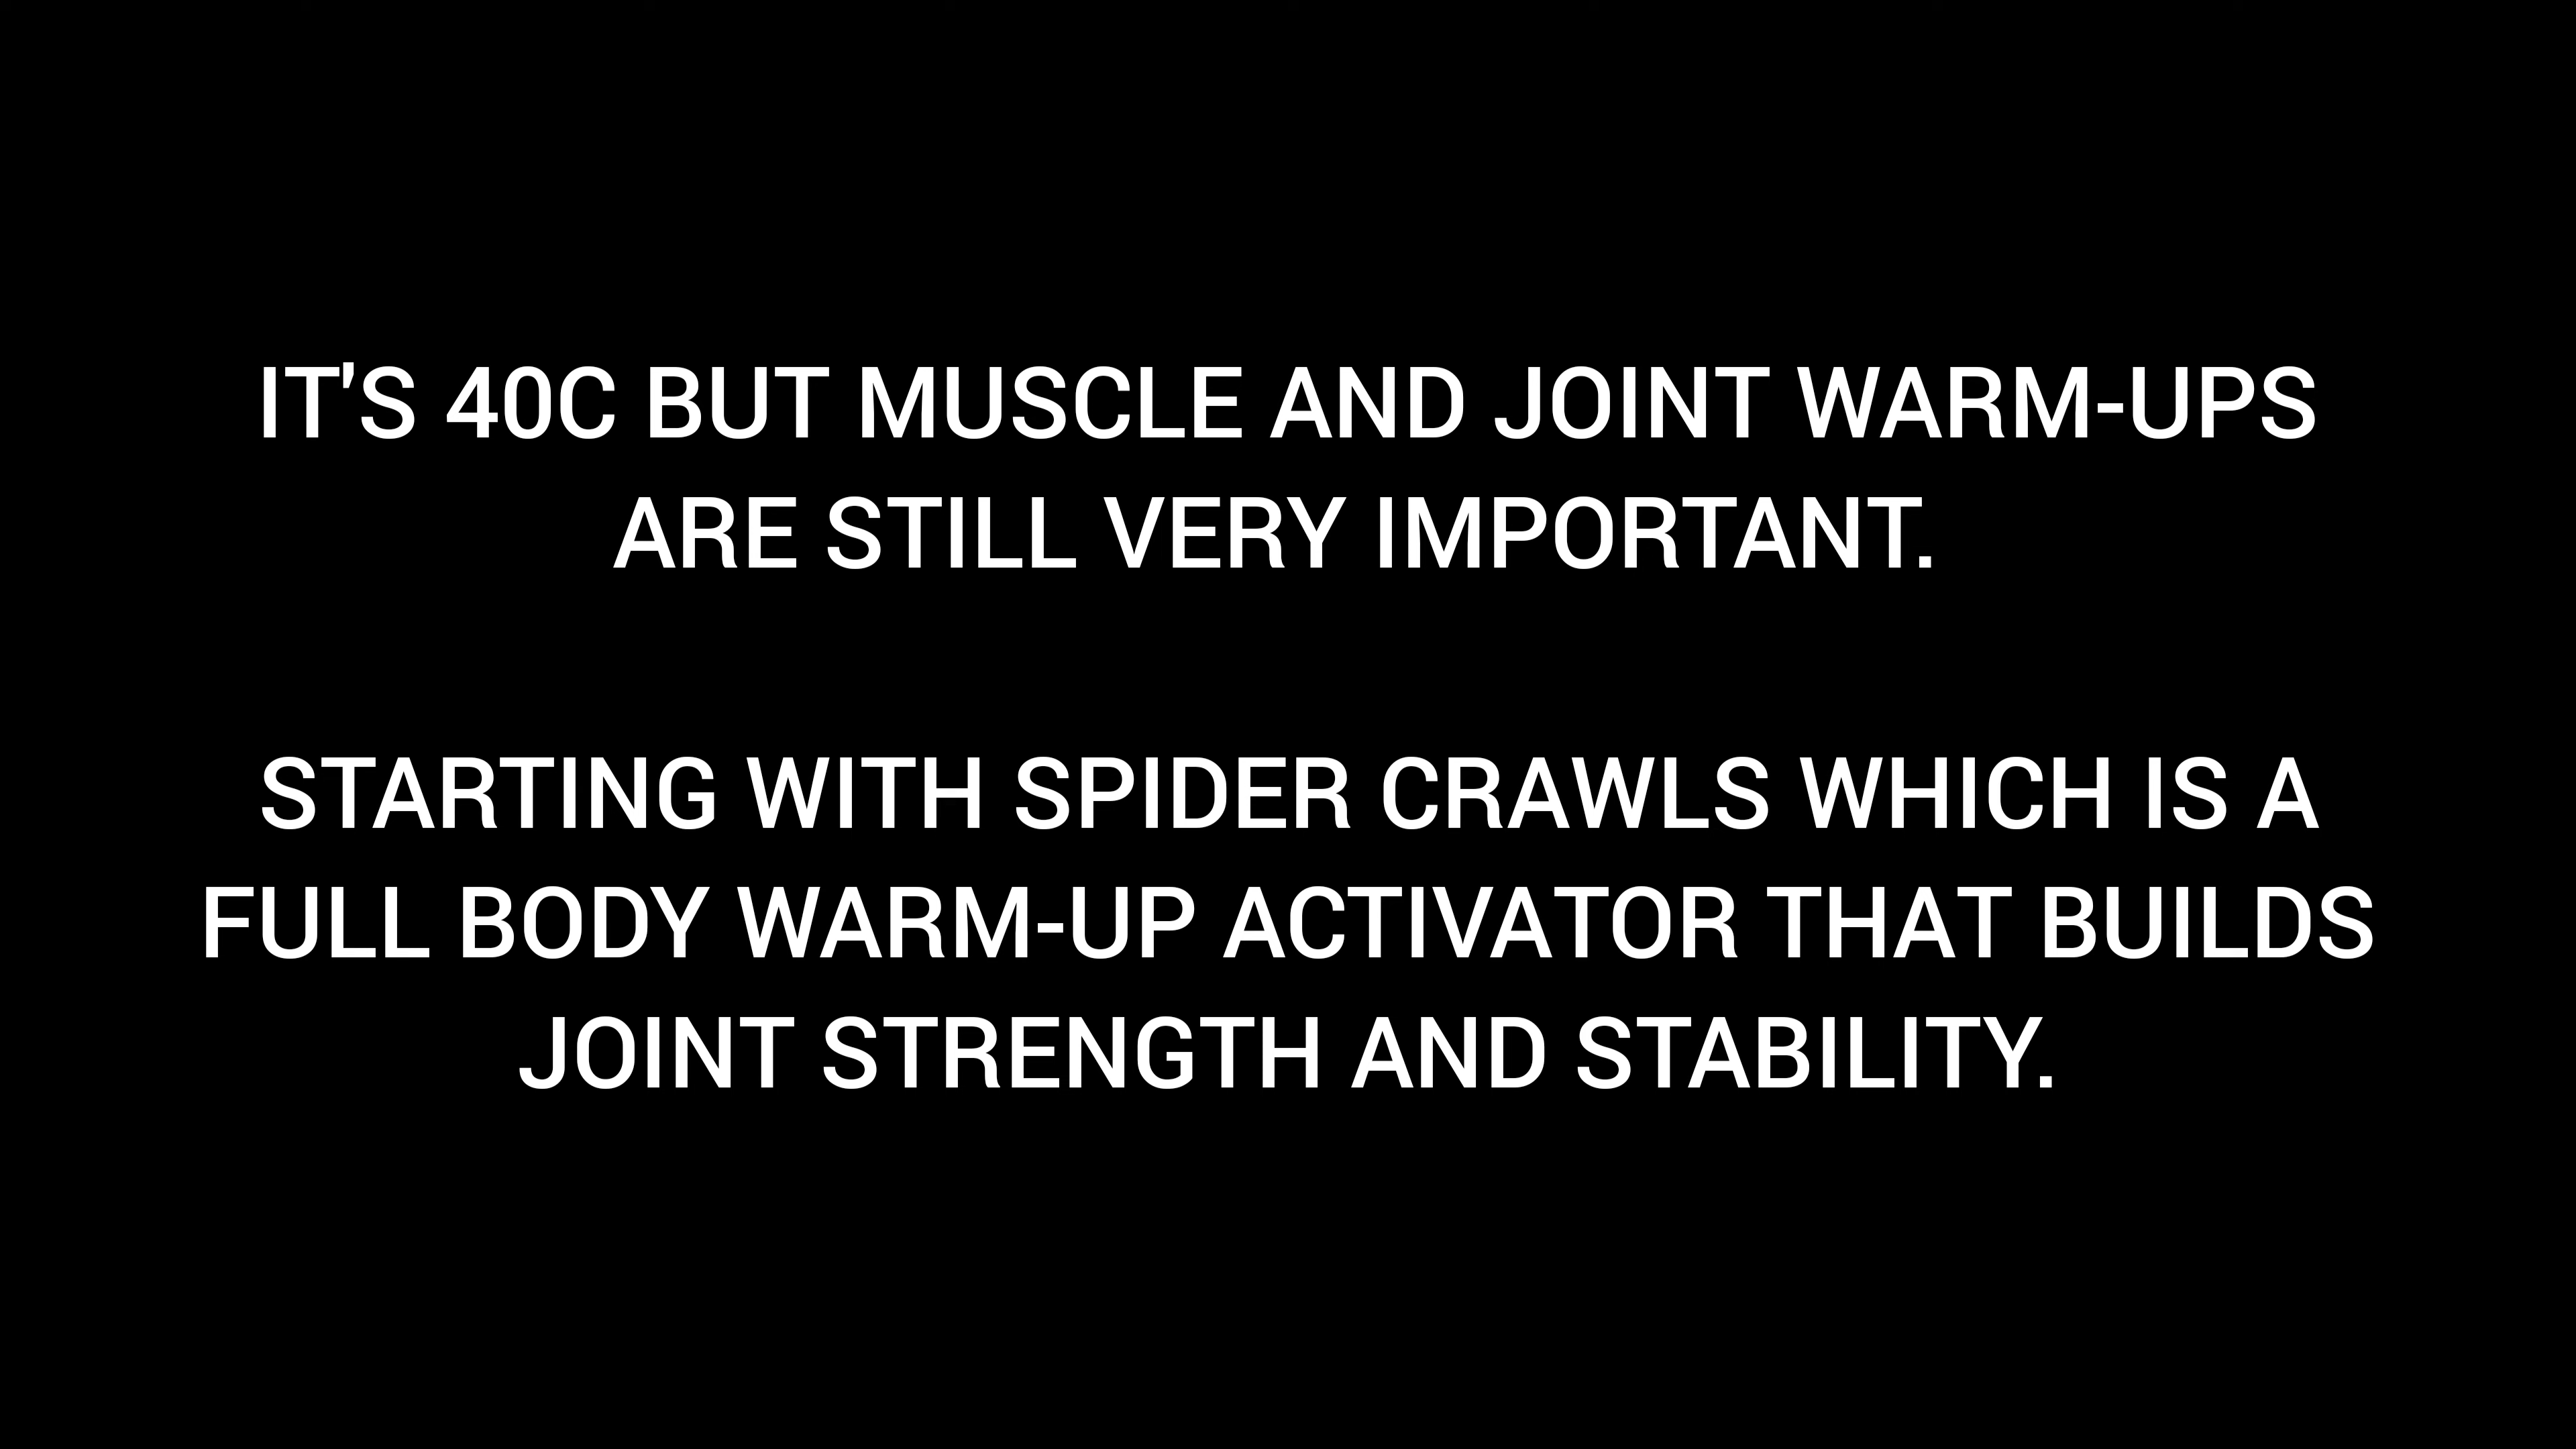 IT'S 40C BUT MUSCLE AND JOINT WARM-UPS
ARE STILL VERY IMPORTANT.
STARTING WITH SPIDER CRAWLS WHICH IS A
FULL BODY WARM-UP ACTIVATOR THAT BUILDS
JOINT STRENGTH AND STABILITY.